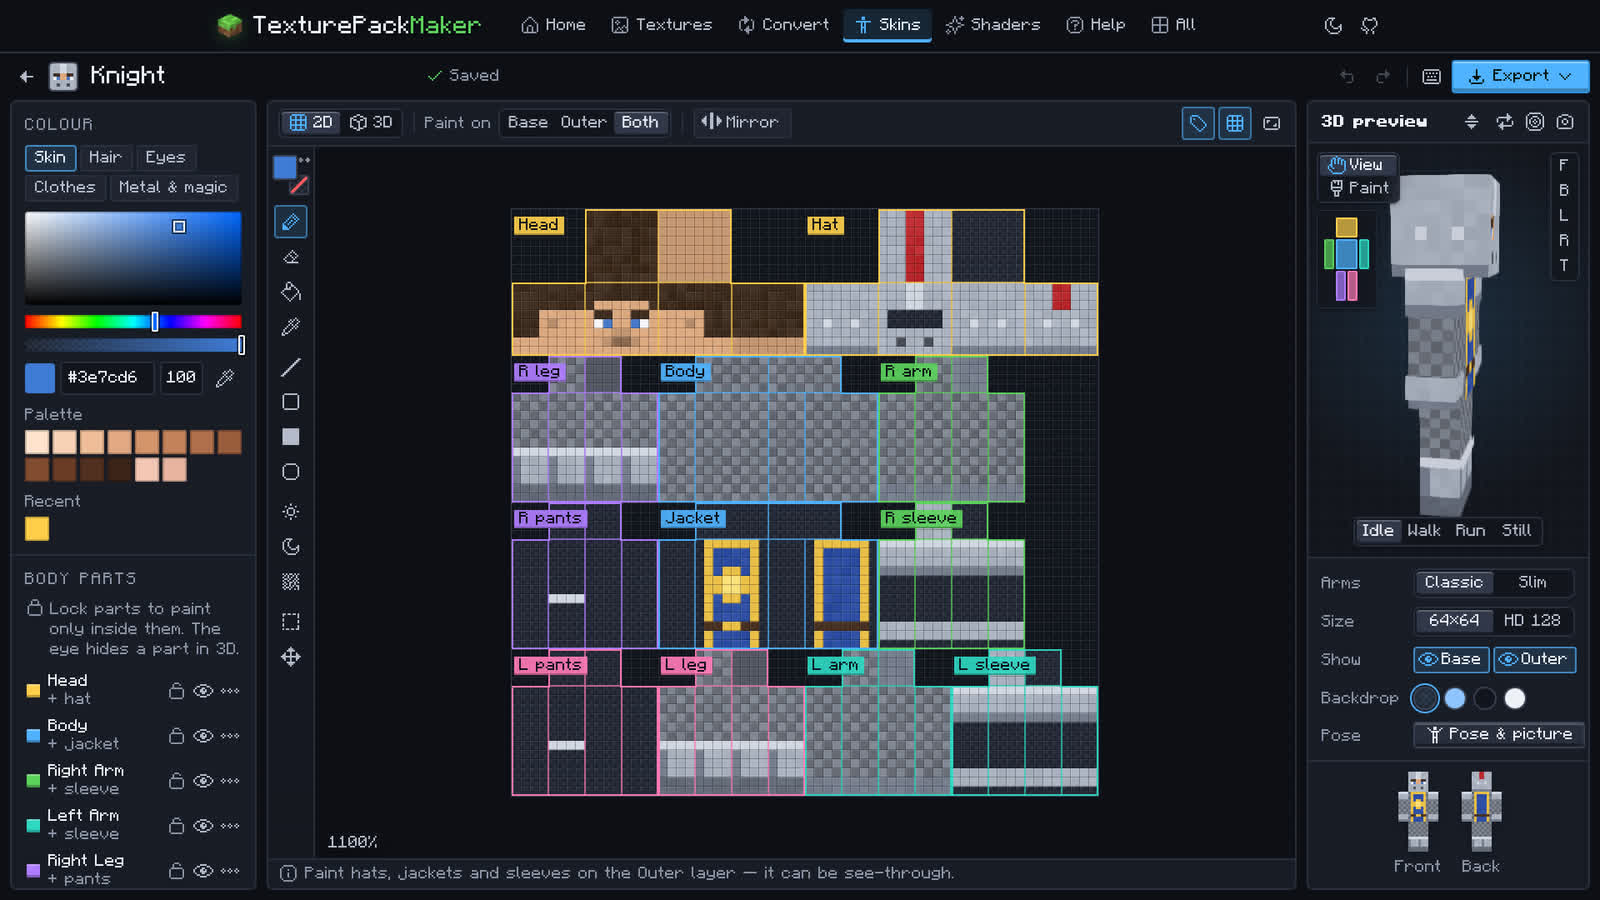 TexturePackMaker
Home
Textures
Convert
Skins
Shaders
Help
All
Knight
Saved
Export
COLOUR
Skin
Hair
Eyes
Clothes
Metal & magic
#3e7cd6
100
Palette
Recent
BODY PARTS
Lock parts to paint
only inside them. The
eye hides a part in 3D.
Head
+ hat
Body
+ jacket
Right Arm
+ sleeve
Left Arm
+ sleeve
Right Leg
+ pants
2D
3D
Paint on
Base
Outer
Both
Mirror
Head
Hat
R leg
Body
R arm
R pants
Jacket
R sleeve
L pants
L leg
L arm
L sleeve
1100%
Paint hats, jackets and sleeves on the Outer layer — it can be see-through.
3D preview
View
Paint
F
B
L
R
T
Idle
Walk
Run
Still
Arms
Classic
Slim
Size
64×64
HD 128
Show
Base
Outer
Backdrop
Pose
Pose & picture
Front
Back